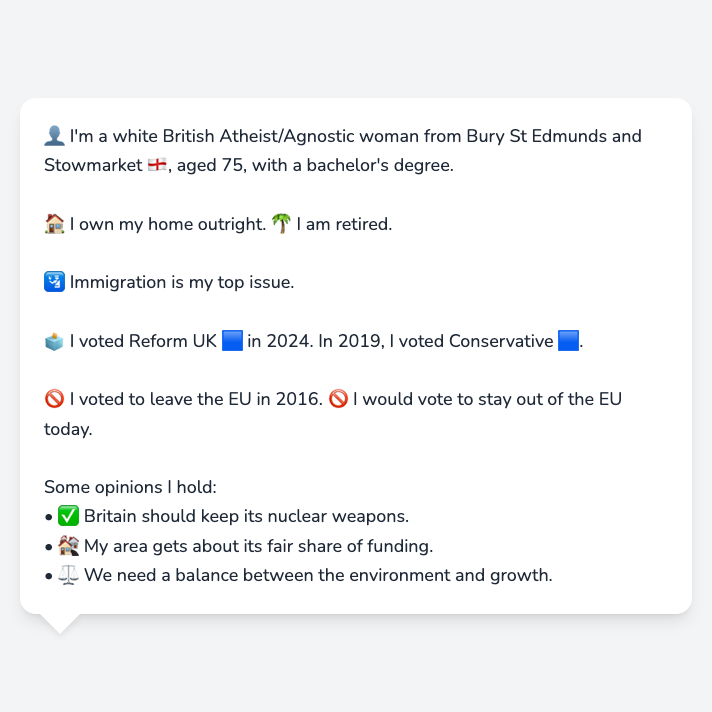 👤 I'm a white British Atheist/Agnostic woman from Bury St Edmunds and
Stowmarket 🏴󠁧󠁢󠁥󠁮󠁧󠁿, aged 75, with a bachelor's degree.
🏠 I own my home outright. 🌴 I am retired.
🛂 Immigration is my top issue.
🗳️ I voted Reform UK 🟦 in 2024. In 2019, I voted Conservative 🟦.
🚫 I voted to leave the EU in 2016. 🚫 I would vote to stay out of the EU
today.
Some opinions I hold:
• ✅ Britain should keep its nuclear weapons.
• 🏘️ My area gets about its fair share of funding.
• ⚖️ We need a balance between the environment and growth.